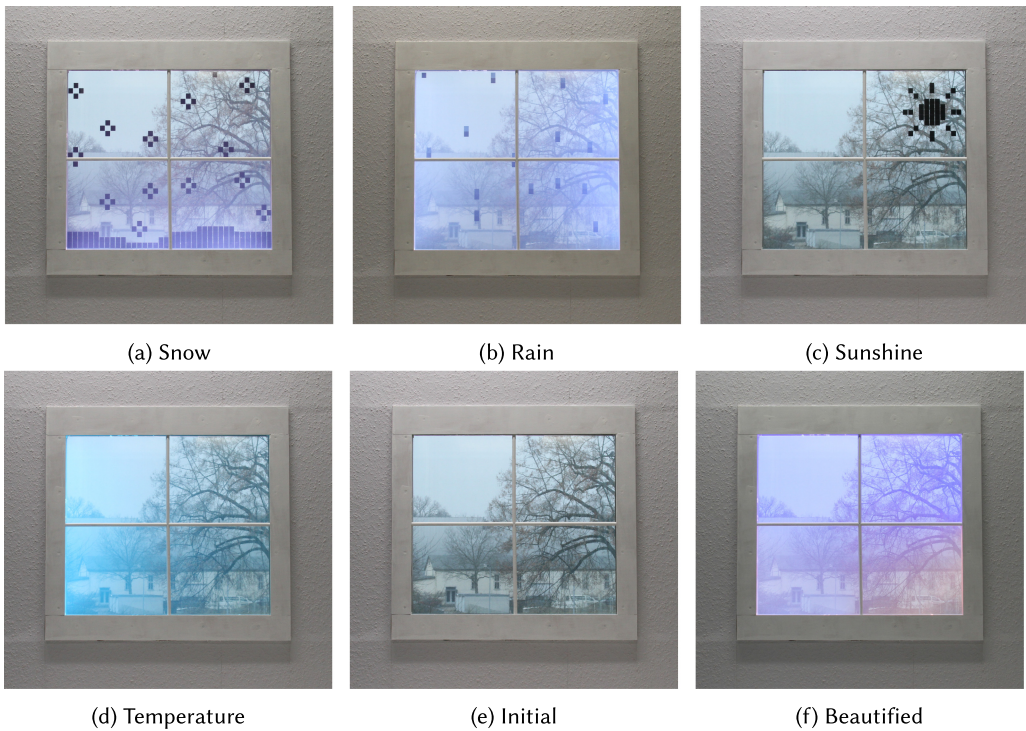 (a) Snow
(b) Rain
(c) Sunshine
(d) Temperature
(e) Initial
(f) Beautified